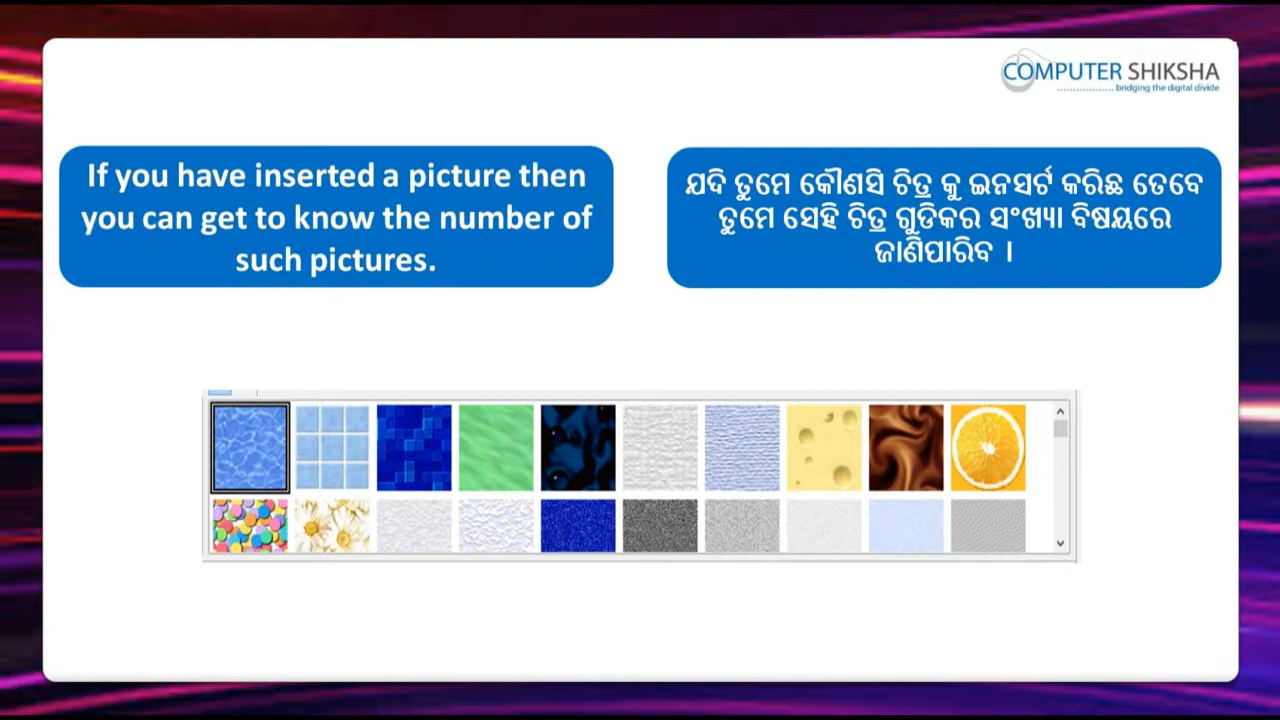 COMPUTER SHIKSHA
bridging the digital divide
If you have inserted a picture then
you can get to know the number of
such pictures.
ଯଦି ତୁମେ କୌଣସି ଚିତ୍ର କୁ ଇନସର୍ଟ କରିଛ ତେବେ
ତୁମେ ସେହି ଚିତ୍ର ଗୁଡିକର ସଂଖ୍ୟା ବିଷୟରେ
ଜାଣିପାରିବ ।